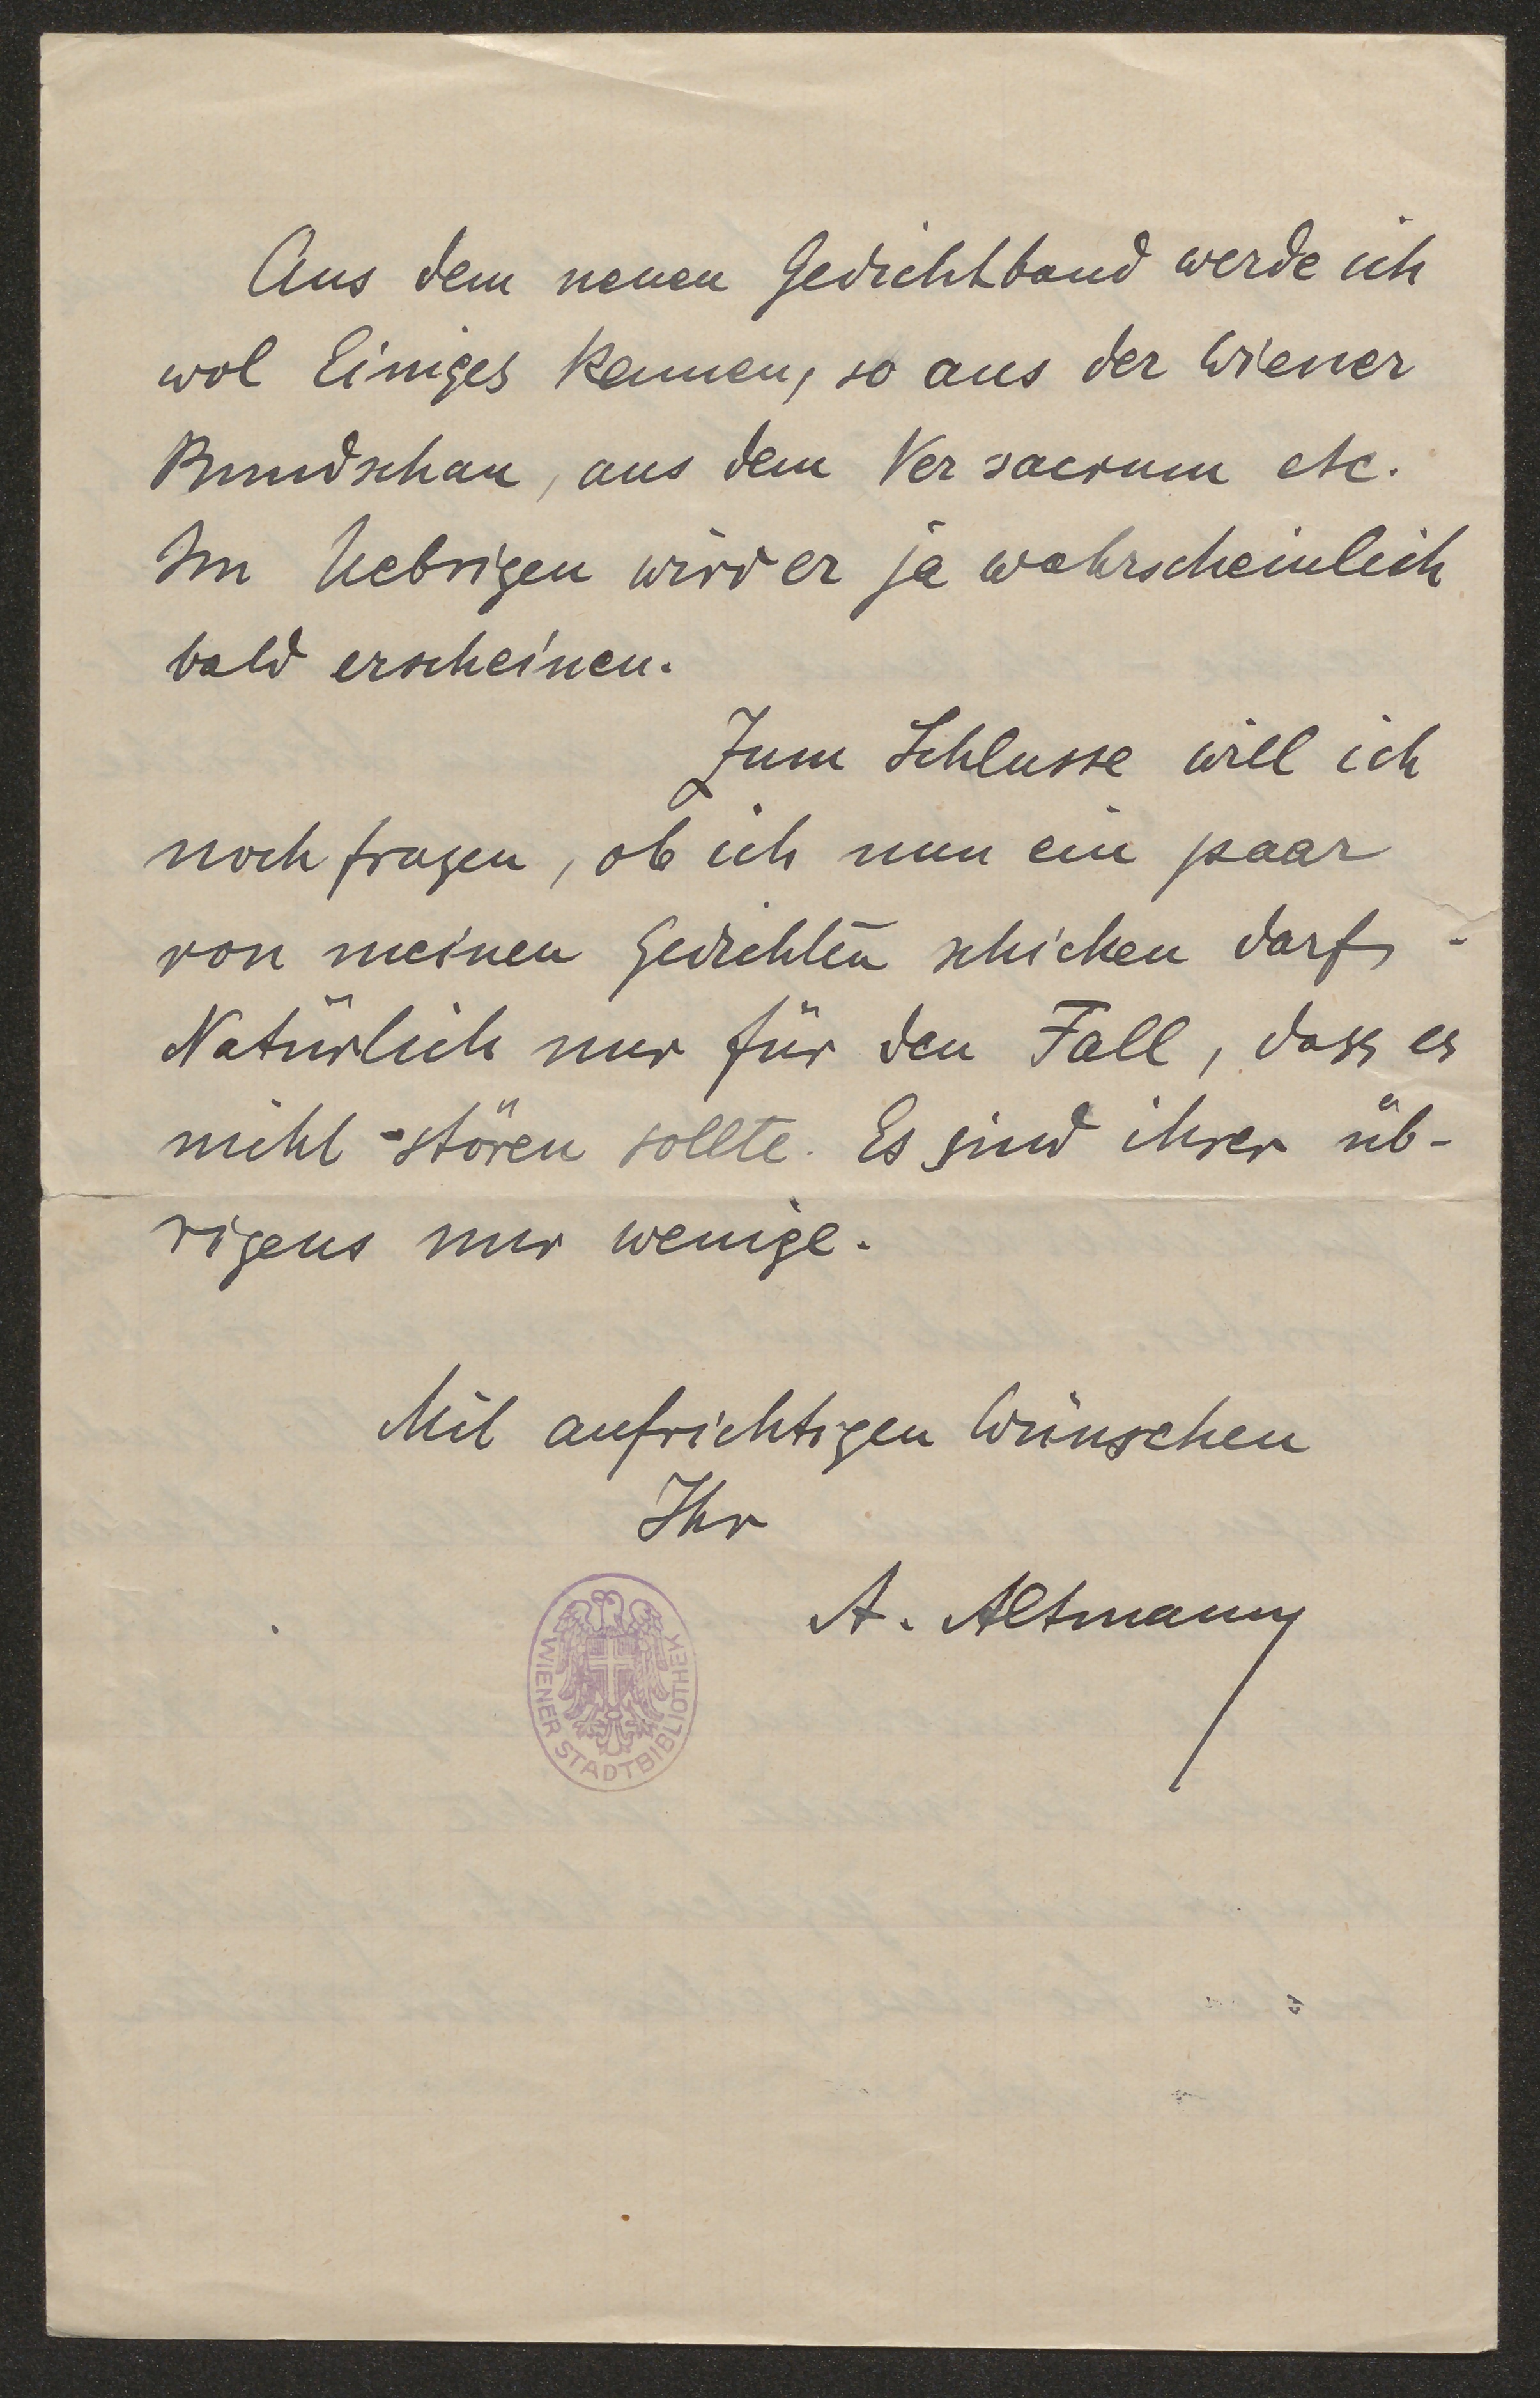 Aus dem neuen Gedichtband werde ich
wol Einiges kennen, so aus der Wiener
Rundschau, aus dem Ver sacrum etc.
Im Uebrigen wird er ja wahrscheinlich
bald erscheinen.
Zum Schlusse will ich
noch fragen, ob ich nun ein paar
von meinen Gedichten schicken darf, -
Natürlich nur für den Fall, dass es
nicht stören sollte. Es sind ihrer üb-
rigens nur wenige.
Mit aufrichtigen Wünschen
Ihr
A. Altmann
WIENER STADTBIBLIOTHEK